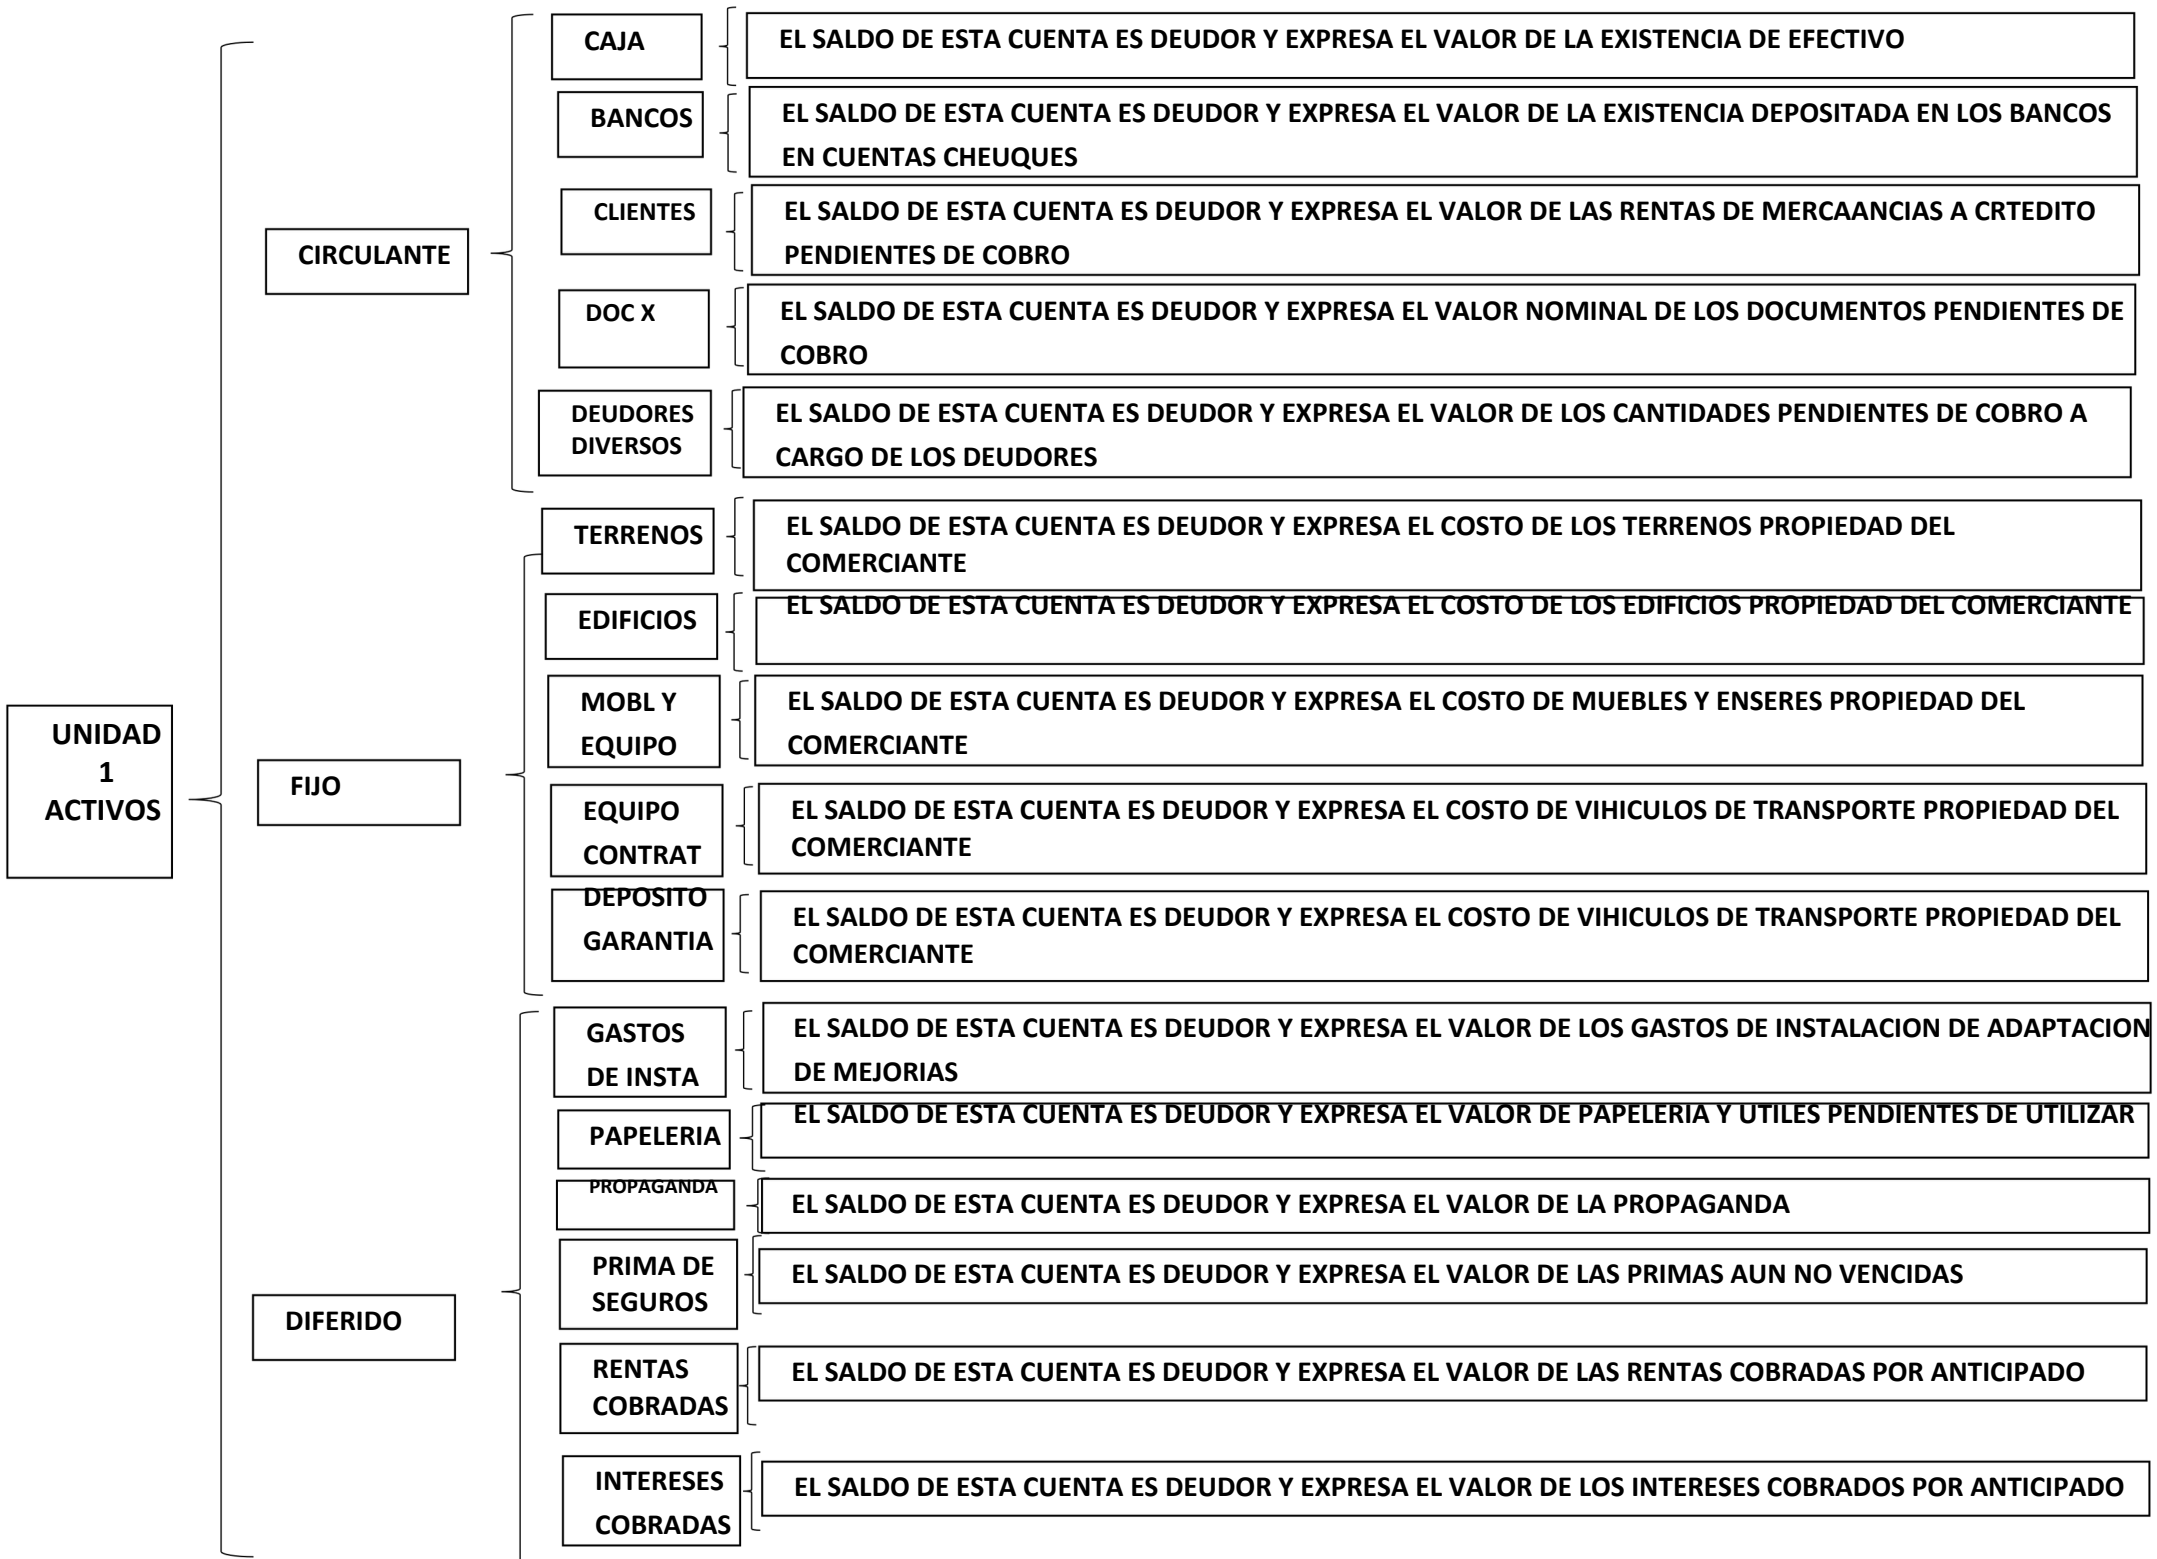 UNIDAD
1
ACTIVOS
CIRCULANTE
CAJA
EL SALDO DE ESTA CUENTA ES DEUDOR Y EXPRESA EL VALOR DE LA EXISTENCIA DE EFECTIVO
BANCOS
EL SALDO DE ESTA CUENTA ES DEUDOR Y EXPRESA EL VALOR DE LA EXISTENCIA DEPOSITADA EN LOS BANCOS
EN CUENTAS CHEUQUES
CLIENTES
EL SALDO DE ESTA CUENTA ES DEUDOR Y EXPRESA EL VALOR DE LAS RENTAS DE MERCAANCIAS A CRTEDITO
PENDIENTES DE COBRO
DOC X
EL SALDO DE ESTA CUENTA ES DEUDOR Y EXPRESA EL VALOR NOMINAL DE LOS DOCUMENTOS PENDIENTES DE
COBRO
DEUDORES
DIVERSOS
EL SALDO DE ESTA CUENTA ES DEUDOR Y EXPRESA EL VALOR DE LOS CANTIDADES PENDIENTES DE COBRO A
CARGO DE LOS DEUDORES
FIJO
TERRENOS
EL SALDO DE ESTA CUENTA ES DEUDOR Y EXPRESA EL COSTO DE LOS TERRENOS PROPIEDAD DEL
COMERCIANTE
EDIFICIOS
EL SALDO DE ESTA CUENTA ES DEUDOR Y EXPRESA EL COSTO DE LOS EDIFICIOS PROPIEDAD DEL COMERCIANTE
MOBL Y
EQUIPO
EL SALDO DE ESTA CUENTA ES DEUDOR Y EXPRESA EL COSTO DE MUEBLES Y ENSERES PROPIEDAD DEL
COMERCIANTE
EQUIPO
CONTRAT
EL SALDO DE ESTA CUENTA ES DEUDOR Y EXPRESA EL COSTO DE VIHICULOS DE TRANSPORTE PROPIEDAD DEL
COMERCIANTE
DEPOSITO
GARANTIA
EL SALDO DE ESTA CUENTA ES DEUDOR Y EXPRESA EL COSTO DE VIHICULOS DE TRANSPORTE PROPIEDAD DEL
COMERCIANTE
DIFERIDO
GASTOS
DE INSTA
EL SALDO DE ESTA CUENTA ES DEUDOR Y EXPRESA EL VALOR DE LOS GASTOS DE INSTALACION DE ADAPTACION
DE MEJORIAS
PAPELERIA
EL SALDO DE ESTA CUENTA ES DEUDOR Y EXPRESA EL VALOR DE PAPELERIA Y UTILES PENDIENTES DE UTILIZAR
PROPAGANDA
EL SALDO DE ESTA CUENTA ES DEUDOR Y EXPRESA EL VALOR DE LA PROPAGANDA
PRIMA DE
SEGUROS
EL SALDO DE ESTA CUENTA ES DEUDOR Y EXPRESA EL VALOR DE LAS PRIMAS AUN NO VENCIDAS
RENTAS
COBRADAS
EL SALDO DE ESTA CUENTA ES DEUDOR Y EXPRESA EL VALOR DE LAS RENTAS COBRADAS POR ANTICIPADO
INTERESES
COBRADAS
EL SALDO DE ESTA CUENTA ES DEUDOR Y EXPRESA EL VALOR DE LOS INTERESES COBRADOS POR ANTICIPADO